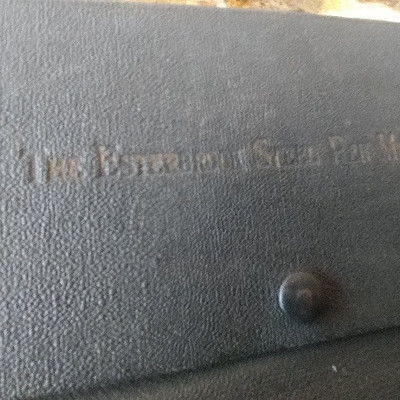 THE ESTERBROOK STEEL PEN M